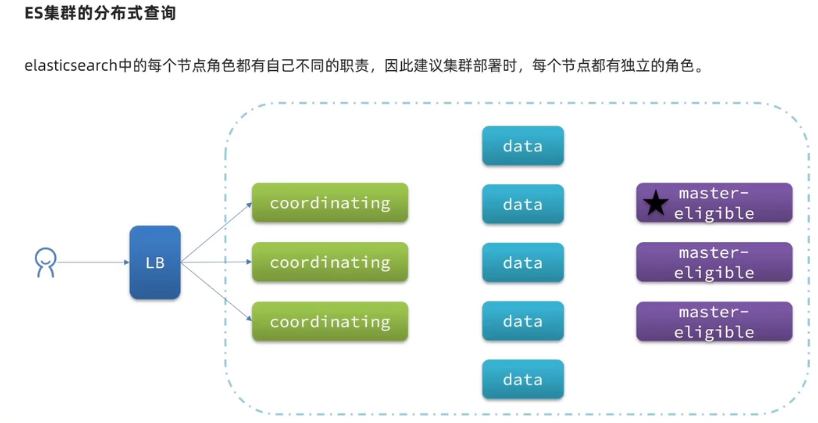 ES集群的分布式查询
elasticsearch中的每个节点角色都有自己不同的职责，因此建议集群部署时，每个节点都有独立的角色。
data
coordinating
data
master-
eligible
LB
coordinating
data
master-
eligible
coordinating
data
master-
eligible
data